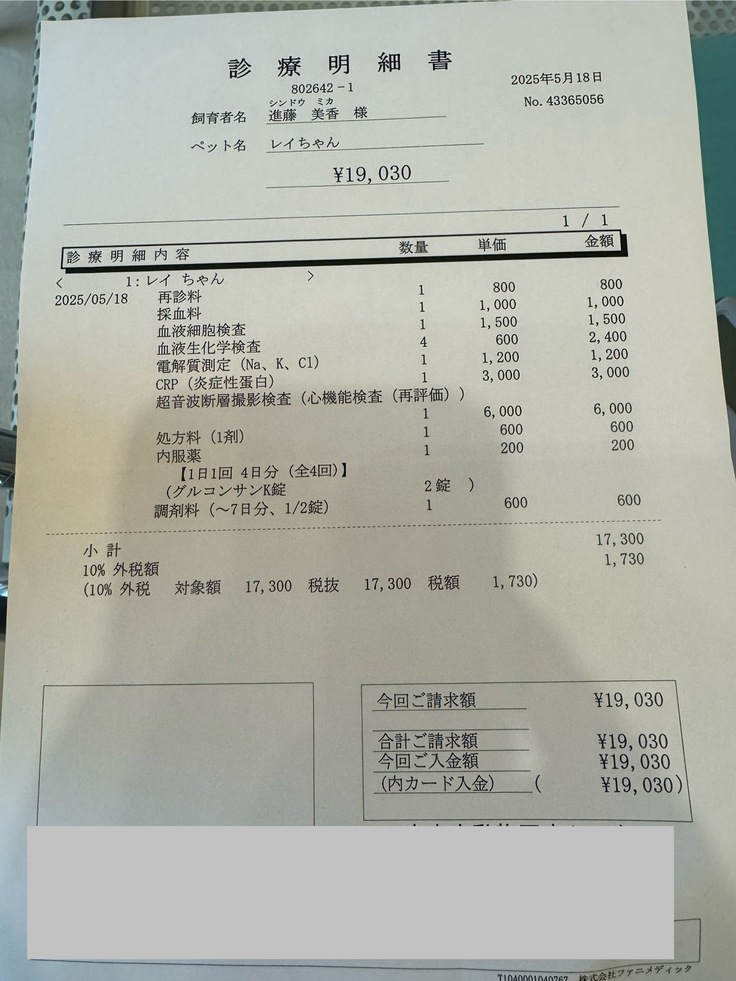 診療明細書
802642-1
2025年5月18日
No. 43365056
シンドウ ミカ
飼育者名 進藤 美香 様
ペット名 レイちゃん
¥19,030
1 / 1
診療明細内容 数量 単価 金額
< 1:レイ ちゃん >
2025/05/18 再診料 1 800 800
採血料 1 1,000 1,000
血液細胞検査 1 1,500 1,500
血液生化学検査 4 600 2,400
電解質測定 (Na、K、Cl) 1 1,200 1,200
CRP (炎症性蛋白) 1 3,000 3,000
超音波断層撮影検査 (心機能検査 (再評価) )
1 6,000 6,000
処方料 (1剤) 1 600 600
内服薬 1 200 200
【1日1回 4日分 (全4回)】
(グルコンサンK錠 2錠 )
調剤料 (～7日分、1/2錠) 1 600 600
小 計 17,300
10% 外税額 1,730
(10% 外税 対象額 17,300 税抜 17,300 税額 1,730)
今回ご請求額 ¥19,030
合計ご請求額 ¥19,030
今回ご入金額 ¥19,030
(内カード入金) ( ¥19,030)
T1040001040767 株式会社ファニメディック